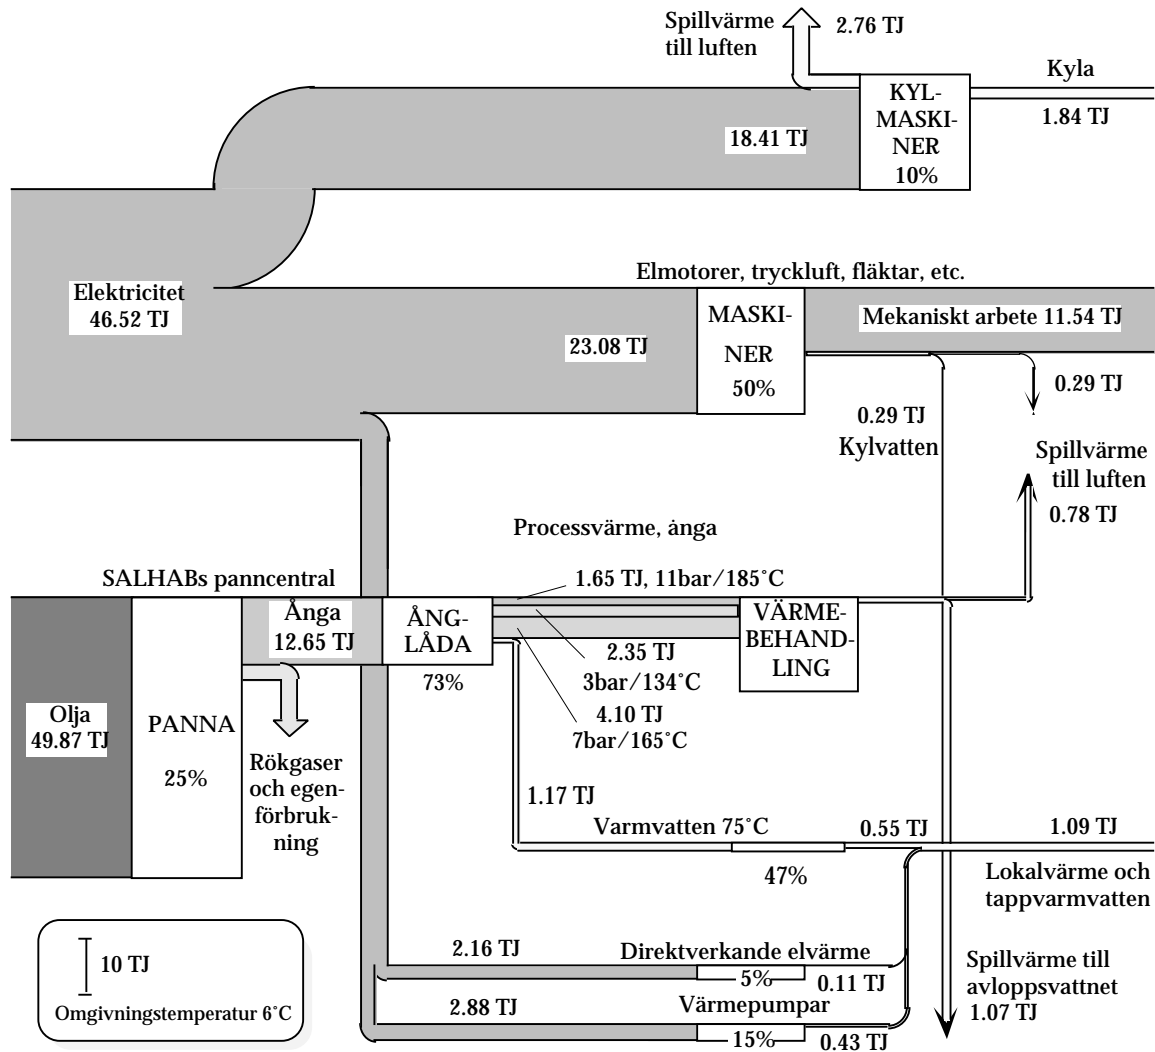 Spillvärme
till luften
2.76 TJ
Kyla
KYL-
MASKI-
NER
10%
1.84 TJ
18.41 TJ
Elmotorer, tryckluft, fläktar, etc.
Elektricitet
46.52 TJ
MASKI-
NER
50%
Mekaniskt arbete 11.54 TJ
23.08 TJ
0.29 TJ
0.29 TJ
Kylvatten
Spillvärme
till luften
0.78 TJ
Processvärme, ånga
SALHABs panncentral
1.65 TJ, 11bar/185°C
Ånga
12.65 TJ
ÅNG-
LÅDA
73%
VÄRME-
BEHAND-
LING
2.35 TJ
3bar/134°C
4.10 TJ
7bar/165°C
Olja
49.87 TJ
PANNA
25%
Rökgaser
och egen-
förbruk-
ning
1.17 TJ
Varmvatten 75°C
0.55 TJ
1.09 TJ
47%
Lokalvärme och
tappvarmvatten
10 TJ
Omgivningstemperatur 6°C
2.16 TJ
Direktverkande elvärme
5%
0.11 TJ
Spillvärme till
avloppsvattnet
1.07 TJ
2.88 TJ
Värmepumpar
15%
0.43 TJ